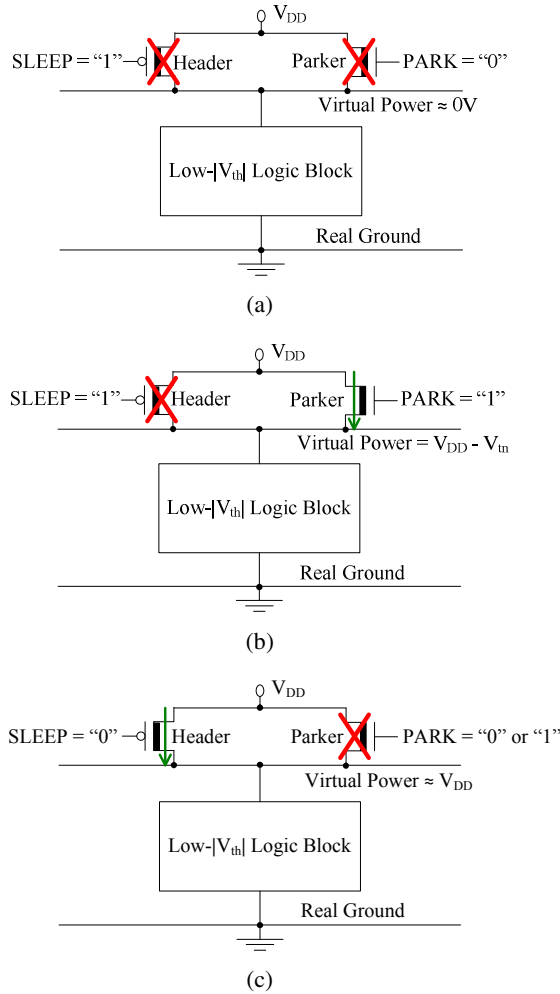 V_DD
SLEEP = “1” Header Parker PARK = “0”
Virtual Power ≈ 0V
Low-|V_th| Logic Block
Real Ground
(a)
V_DD
SLEEP = “1” Header Parker PARK = “1”
Virtual Power = V_DD - V_tn
Low-|V_th| Logic Block
Real Ground
(b)
V_DD
SLEEP = “0” Header Parker PARK = “0” or “1”
Virtual Power ≈ V_DD
Low-|V_th| Logic Block
Real Ground
(c)